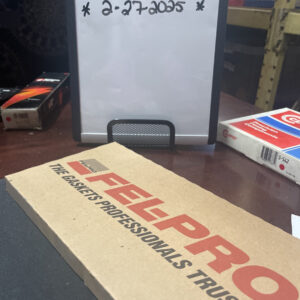 * 2-27-2025 *
FEL-PRO
THE GASKETS PROFESSIONALS TRUST